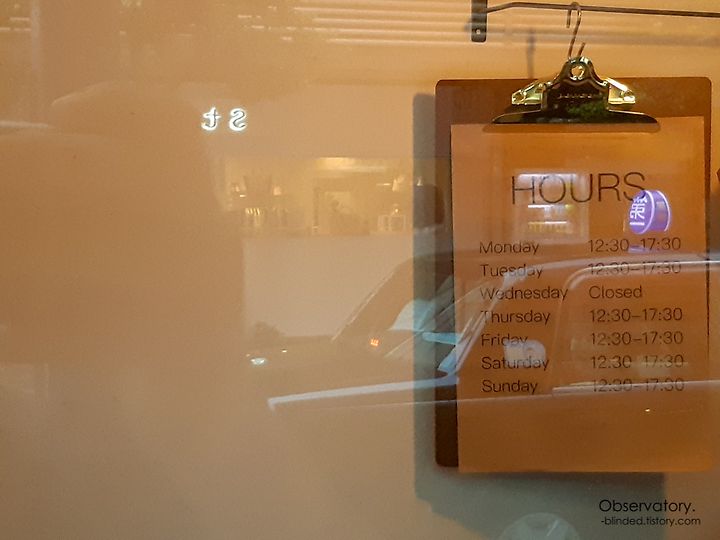 HOURS
Monday 12:30–17:30
Tuesday 12:30–17:30
Wednesday Closed
Thursday 12:30–17:30
Friday 12:30–17:30
Saturday 12:30–17:30
Sunday 12:30–17:30
Observatory.
-blinded.tistory.com